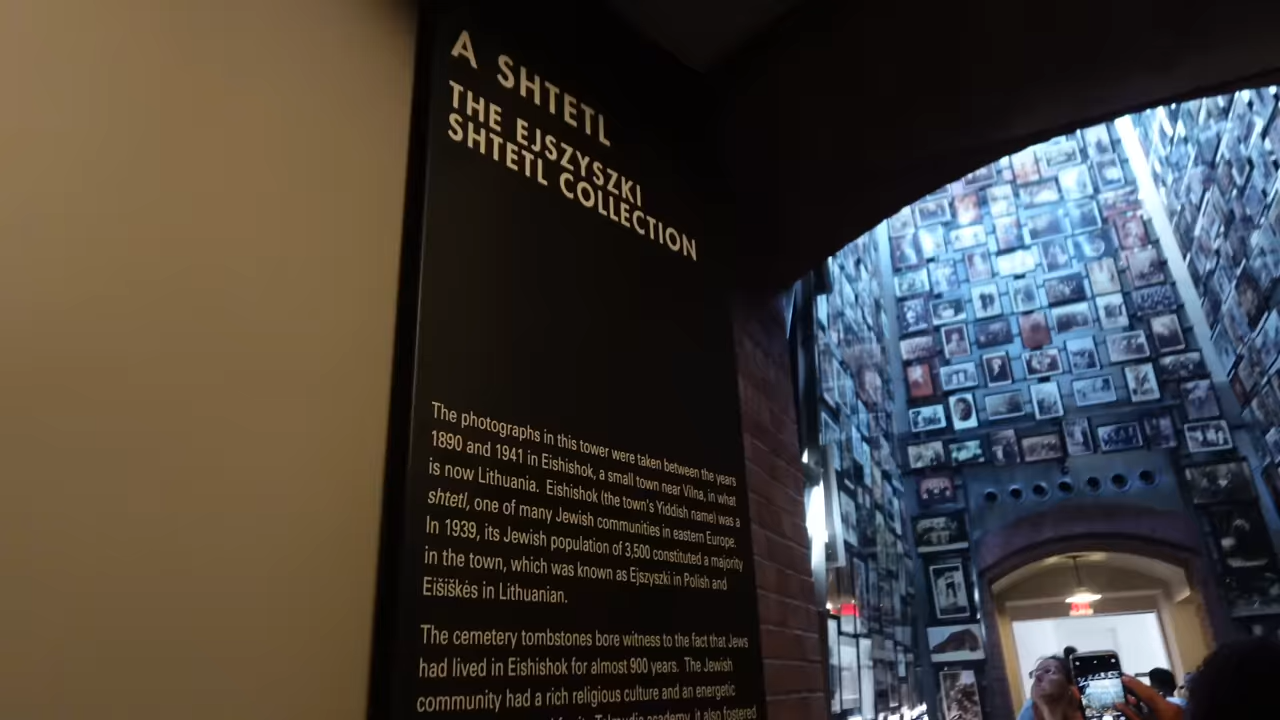 A SHTETL
THE EJSZYSZKI
SHTETL COLLECTION
The photographs in this tower were taken between the years
1890 and 1941 in Eishishok, a small town near Vilna, in what
is now Lithuania. Eishishok (the town's Yiddish name) was a
shtetl, one of many Jewish communities in eastern Europe.
In 1939, its Jewish population of 3,500 constituted a majority
in the town, which was known as Ejszyszki in Polish and
Eišiškės in Lithuanian.
The cemetery tombstones bore witness to the fact that Jews
had lived in Eishishok for almost 900 years. The Jewish
community had a rich religious culture and an energetic
Talmudic academy, it also fostered